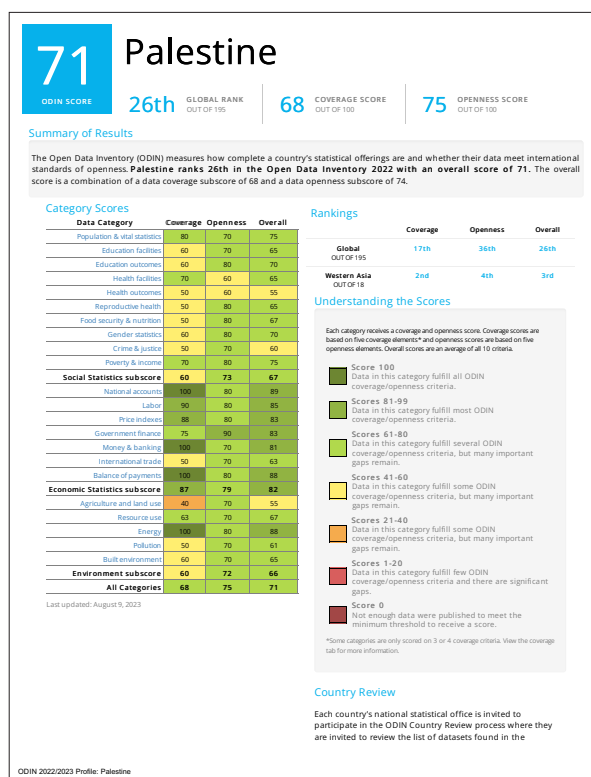 71
ODIN SCORE
Palestine
26th GLOBAL RANK OUT OF 195
68 COVERAGE SCORE OUT OF 100
75 OPENNESS SCORE OUT OF 100
Summary of Results
The Open Data Inventory (ODIN) measures how complete a country's statistical offerings are and whether their data meet international
standards of openness. Palestine ranks 26th in the Open Data Inventory 2022 with an overall score of 71. The overall
score is a combination of a data coverage subscore of 68 and a data openness subscore of 74.
Category Scores
Data Category Coverage Openness Overall
Population & vital statistics 80 70 75
Education facilities 60 70 65
Education outcomes 60 80 70
Health facilities 70 60 65
Health outcomes 50 60 55
Reproductive health 50 80 65
Food security & nutrition 50 80 67
Gender statistics 60 80 70
Crime & justice 50 70 60
Poverty & income 70 80 75
Social Statistics subscore 60 73 67
National accounts 100 80 89
Labor 90 80 85
Price indexes 88 80 83
Government finance 75 90 83
Money & banking 100 70 81
International trade 50 70 63
Balance of payments 100 80 88
Economic Statistics subscore 87 79 82
Agriculture and land use 40 70 55
Resource use 63 70 67
Energy 100 80 88
Pollution 50 70 61
Built environment 60 70 65
Environment subscore 60 72 66
All Categories 68 75 71
Last updated: August 9, 2023
Rankings
Coverage Openness Overall
Global OUT OF 195 17th 36th 26th
Western Asia OUT OF 18 2nd 4th 3rd
Understanding the Scores
Each category receives a coverage and openness score. Coverage scores are
based on five coverage elements* and openness scores are based on five
openness elements. Overall scores are an average of all 10 criteria.
Score 100
Data in this category fulfill all ODIN
coverage/openness criteria.
Scores 81-99
Data in this category fulfill most ODIN
coverage/openness criteria.
Scores 61-80
Data in this category fulfill several ODIN
coverage/openness criteria, but many important
gaps remain.
Scores 41-60
Data in this category fulfill some ODIN
coverage/openness criteria, but many important
gaps remain.
Scores 21-40
Data in this category fulfill some ODIN
coverage/openness criteria, but many important
gaps remain.
Scores 1-20
Data in this category fulfill few ODIN
coverage/openness criteria and there are significant
gaps.
Score 0
Not enough data were published to meet the
minimum threshold to receive a score.
*Some categories are only scored on 3 or 4 coverage criteria. View the coverage
tab for more information.
Country Review
Each country's national statistical office is invited to
participate in the ODIN Country Review process where they
are invited to review the list of datasets found in the
ODIN 2022/2023 Profile: Palestine